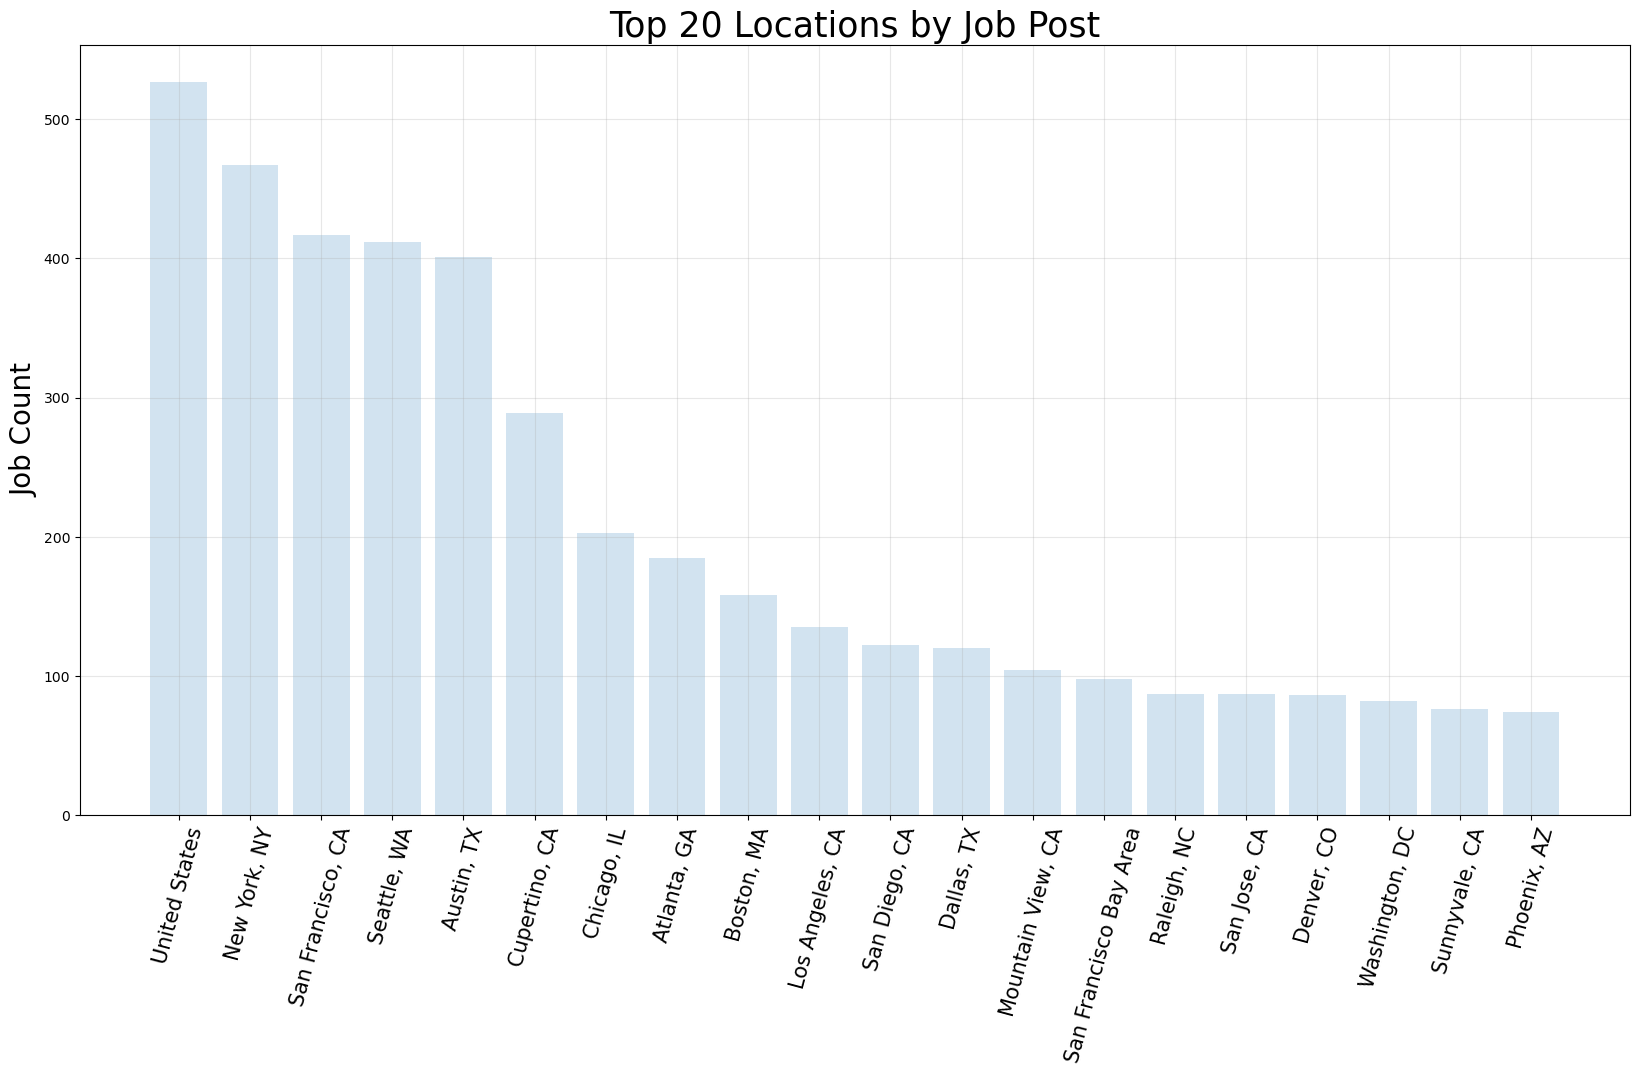 Top 20 Locations by Job Post
Job Count
500
400
300
200
100
0
United States
New York, NY
San Francisco, CA
Seattle, WA
Austin, TX
Cupertino, CA
Chicago, IL
Atlanta, GA
Boston, MA
Los Angeles, CA
San Diego, CA
Dallas, TX
Mountain View, CA
San Francisco Bay Area
Raleigh, NC
San Jose, CA
Denver, CO
Washington, DC
Sunnyvale, CA
Phoenix, AZ